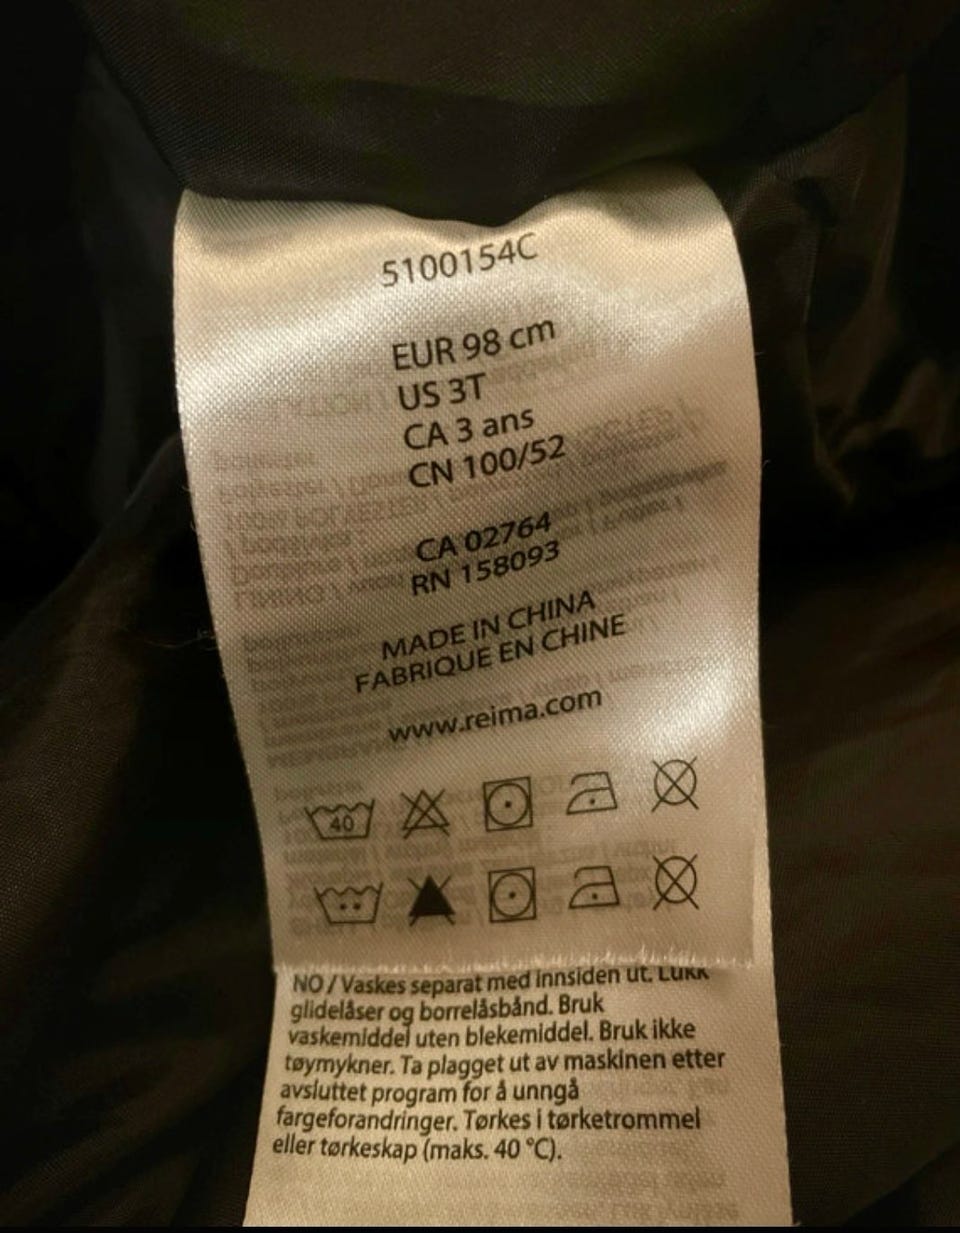 5100154C
EUR 98 cm
US 3T
CA 3 ans
CN 100/52
CA 02764
RN 158093
MADE IN CHINA
FABRIQUE EN CHINE
www.reima.com
40
NO / Vaskes separat med innsiden ut. Lukk
glidelåser og borrelåsbånd. Bruk
vaskemiddel uten blekemiddel. Bruk ikke
tøymykner. Ta plagget ut av maskinen etter
avsluttet program for å unngå
fargeforandringer. Tørkes i tørketrommel
eller tørkeskap (maks. 40 °C).